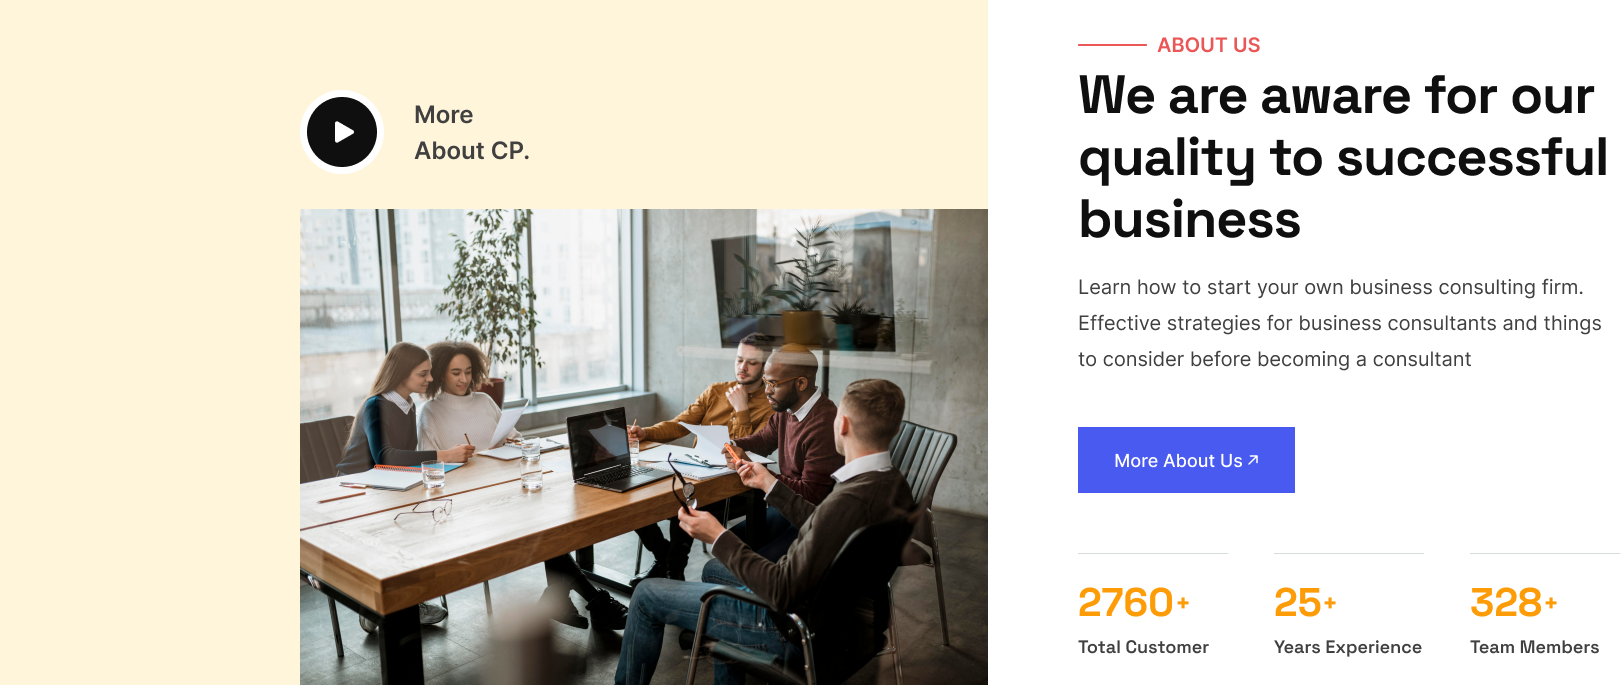 More
About CP.
ABOUT US
We are aware for our
quality to successful
business
Learn how to start your own business consulting firm.
Effective strategies for business consultants and things
to consider before becoming a consultant
More About Us ↗
2760+
Total Customer
25+
Years Experience
328+
Team Members